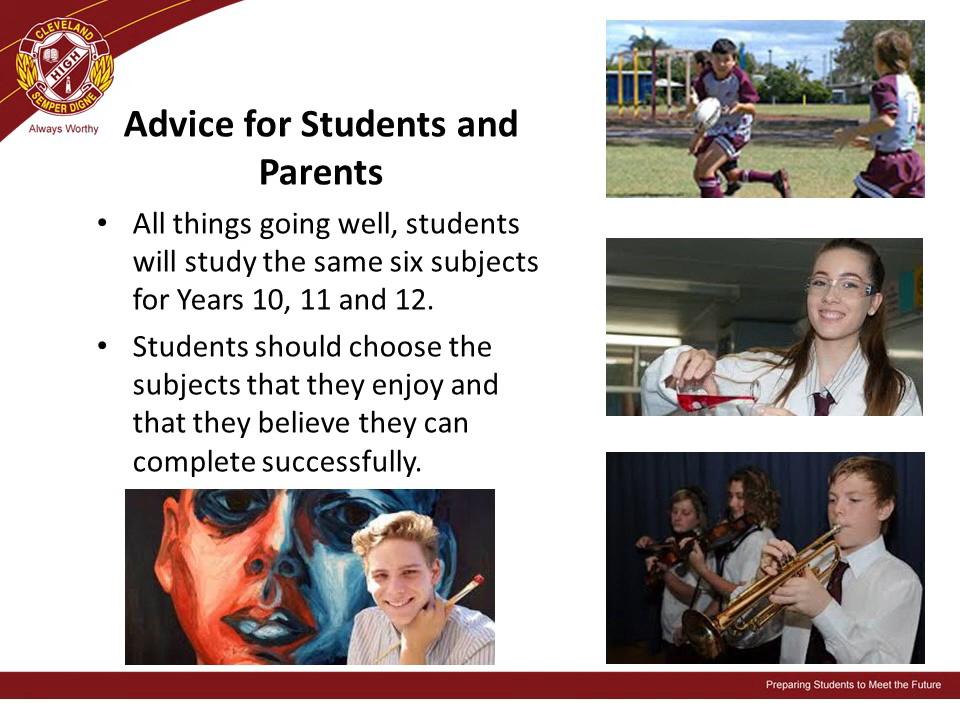 CLEVELAND
HIGH
SEMPER DIGNE
Always Worthy
Advice for Students and
Parents
• All things going well, students
will study the same six subjects
for Years 10, 11 and 12.
• Students should choose the
subjects that they enjoy and
that they believe they can
complete successfully.
Preparing Students to Meet the Future